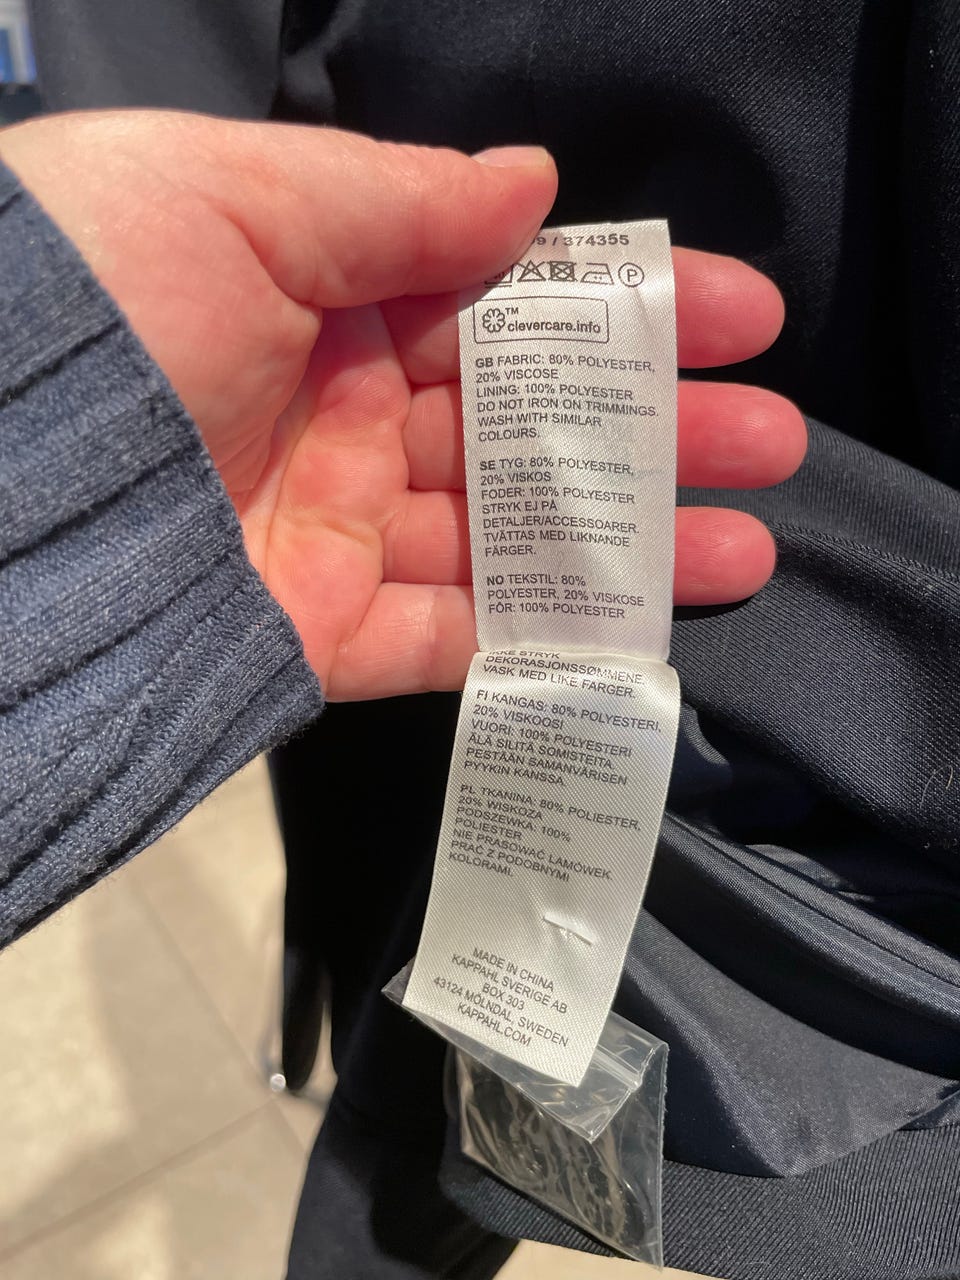 9 / 374355
P
TM
clevercare.info
GB FABRIC: 80% POLYESTER,
20% VISCOSE
LINING: 100% POLYESTER
DO NOT IRON ON TRIMMINGS.
WASH WITH SIMILAR
COLOURS.
SE TYG: 80% POLYESTER,
20% VISKOS
FODER: 100% POLYESTER
STRYK EJ PÅ
DETALJER/ACCESSOARER.
TVÄTTAS MED LIKNANDE
FÄRGER.
NO TEKSTIL: 80%
POLYESTER, 20% VISKOSE
FÔR: 100% POLYESTER
IKKE STRYK
DEKORASJONSSØMMENE.
VASK MED LIKE FARGER.
FI KANGAS: 80% POLYESTERI,
20% VISKOOSI
VUORI: 100% POLYESTERI
ÄLÄ SILITÄ SOMISTEITA
PESTÄÄN SAMANVÄRISEN
PYYKIN KANSSA.
PL TKANINA: 80% POLIESTER,
20% WISKOZA
PODSZEWKA: 100%
POLIESTER
NIE PRASOWAĆ LAMÓWEK
PRAĆ Z PODOBNYMI
KOLORAMI.
MADE IN CHINA
KAPPAHL SVERIGE AB
BOX 303
43124 MÖLNDAL, SWEDEN
KAPPAHL.COM